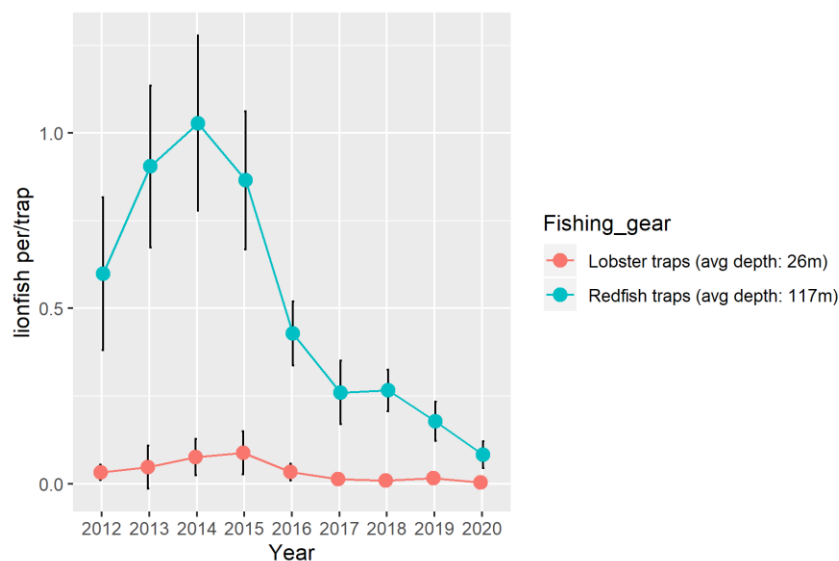 1.0
0.5
0.0
lionfish per/trap
2012 2013 2014 2015 2016 2017 2018 2019 2020
Year
Fishing_gear
Lobster traps (avg depth: 26m)
Redfish traps (avg depth: 117m)